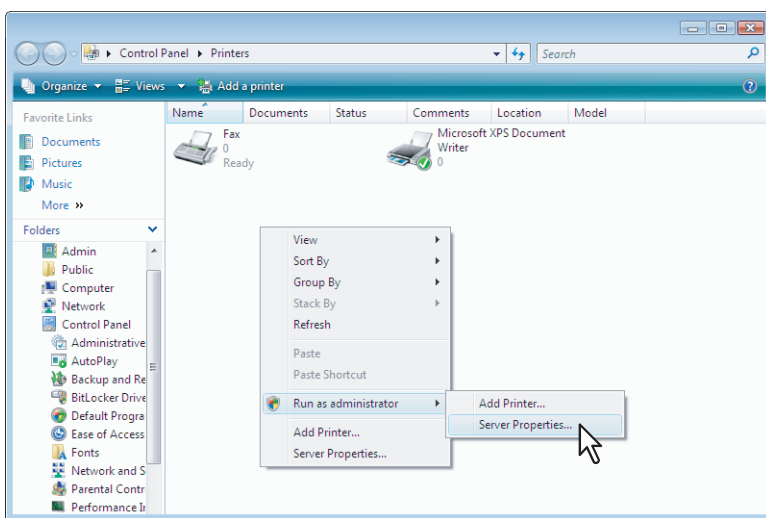 Control Panel Printers Search
Organize Views Add a printer
Favorite Links
Documents
Pictures
Music
More
Folders
Admin
Public
Computer
Network
Control Panel
Administrative
AutoPlay
Backup and Re
BitLocker Drive
Default Progra
Ease of Access
Fonts
Network and S
Parental Contr
Performance Ir
Name Documents Status Comments Location Model
Fax
0
Ready
Microsoft XPS Document
Writer
0
View
Sort By
Group By
Stack By
Refresh
Paste
Paste Shortcut
Run as administrator
Add Printer...
Server Properties...
Add Printer...
Server Properties...